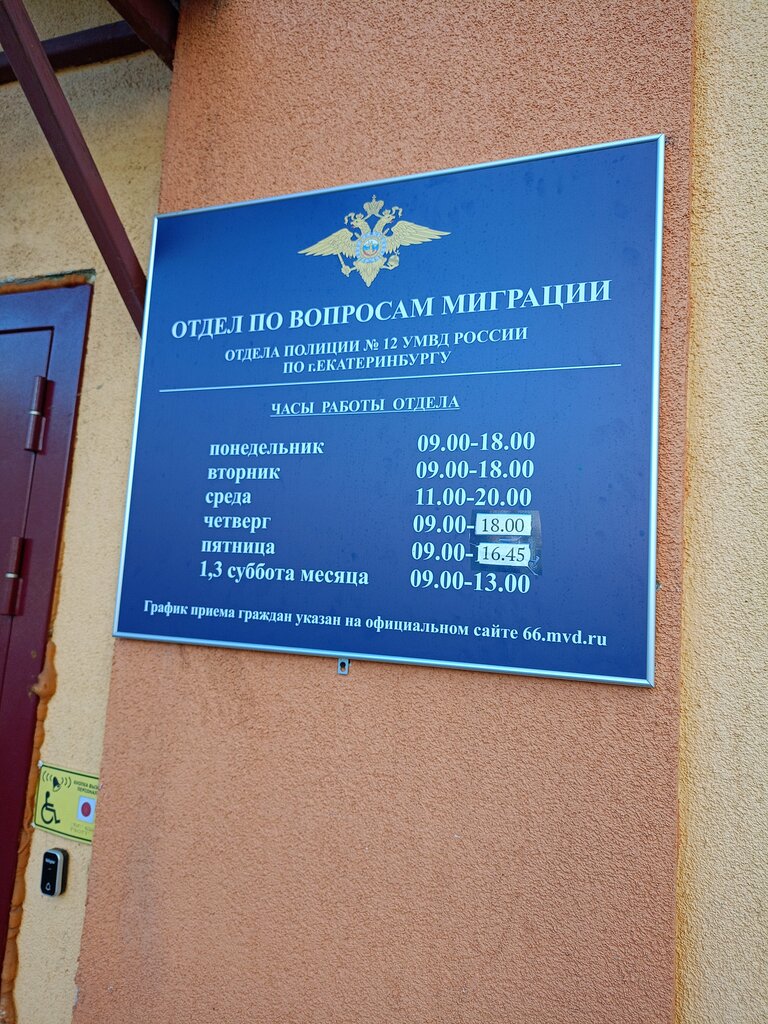 ОТДЕЛ ПО ВОПРОСАМ МИГРАЦИИ
ОТДЕЛА ПОЛИЦИИ № 12 УМВД РОССИИ
ПО г.ЕКАТЕРИНБУРГУ
ЧАСЫ РАБОТЫ ОТДЕЛА
понедельник 09.00-18.00
вторник 09.00-18.00
среда 11.00-20.00
четверг 09.00-18.00
пятница 09.00-16.45
1,3 суббота месяца 09.00-13.00
График приема граждан указан на официальном сайте 66.mvd.ru
КНОПКА